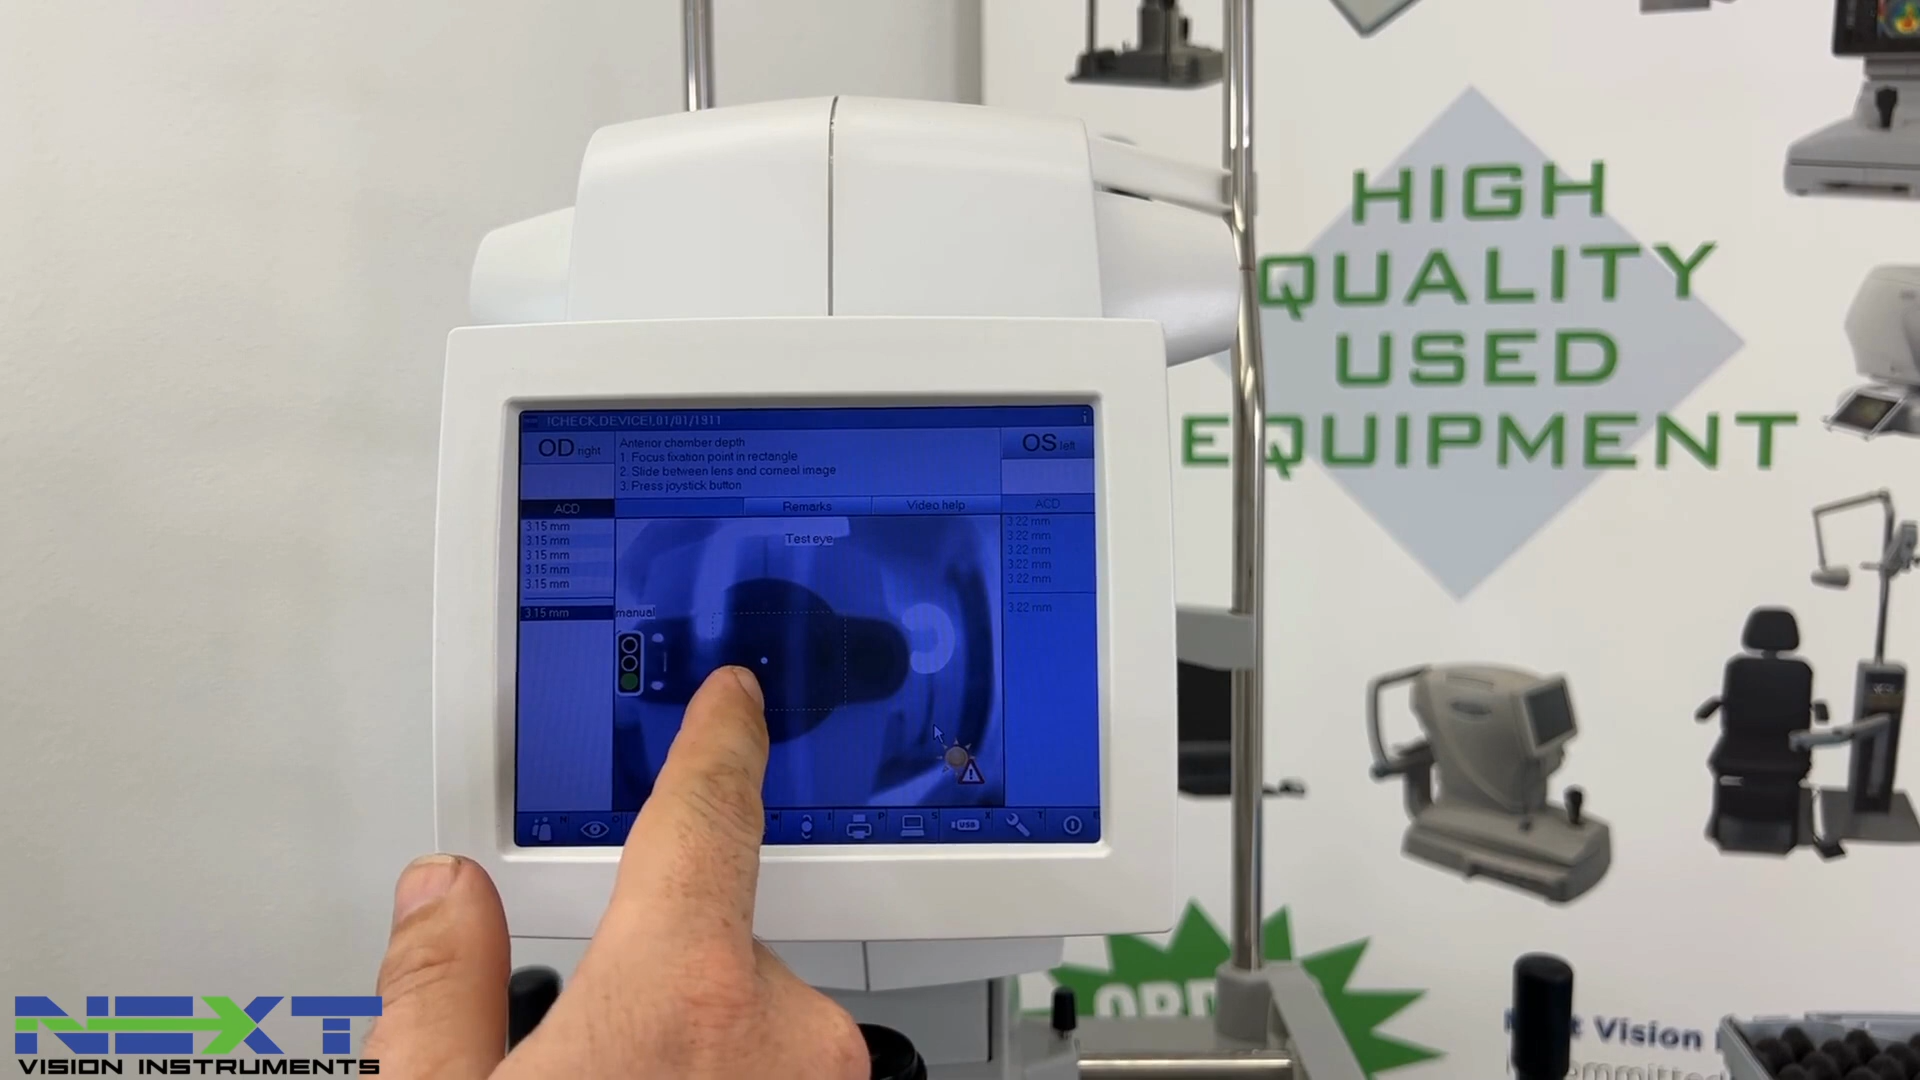 HIGH
QUALITY
USED
EQUIPMENT
ICHECK,DEVICE!,01/01/1911
i
OD right
Anterior chamber depth
1. Focus fixation point in rectangle
2. Slide between lens and corneal image
3. Press joystick button
OS left
ACD
Remarks
Video help
ACD
3.15 mm
3.15 mm
3.15 mm
3.15 mm
3.15 mm
3.15 mm
Test eye
manual
3.22 mm
3.22 mm
3.22 mm
3.22 mm
3.22 mm
3.22 mm
N
O
W
I
P
S
USB
X
T
Vision
NEXT
VISION INSTRUMENTS